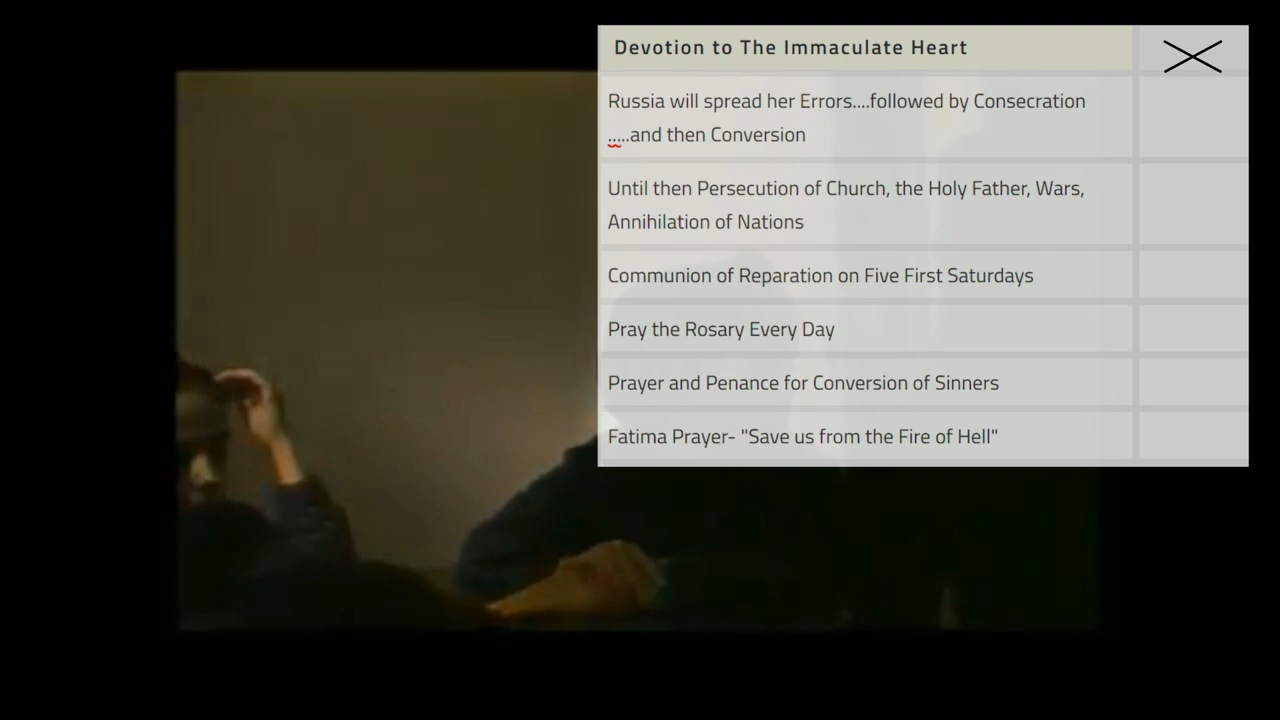 Devotion to The Immaculate Heart
Russia will spread her Errors....followed by Consecration
.....and then Conversion
Until then Persecution of Church, the Holy Father, Wars,
Annihilation of Nations
Communion of Reparation on Five First Saturdays
Pray the Rosary Every Day
Prayer and Penance for Conversion of Sinners
Fatima Prayer- "Save us from the Fire of Hell"